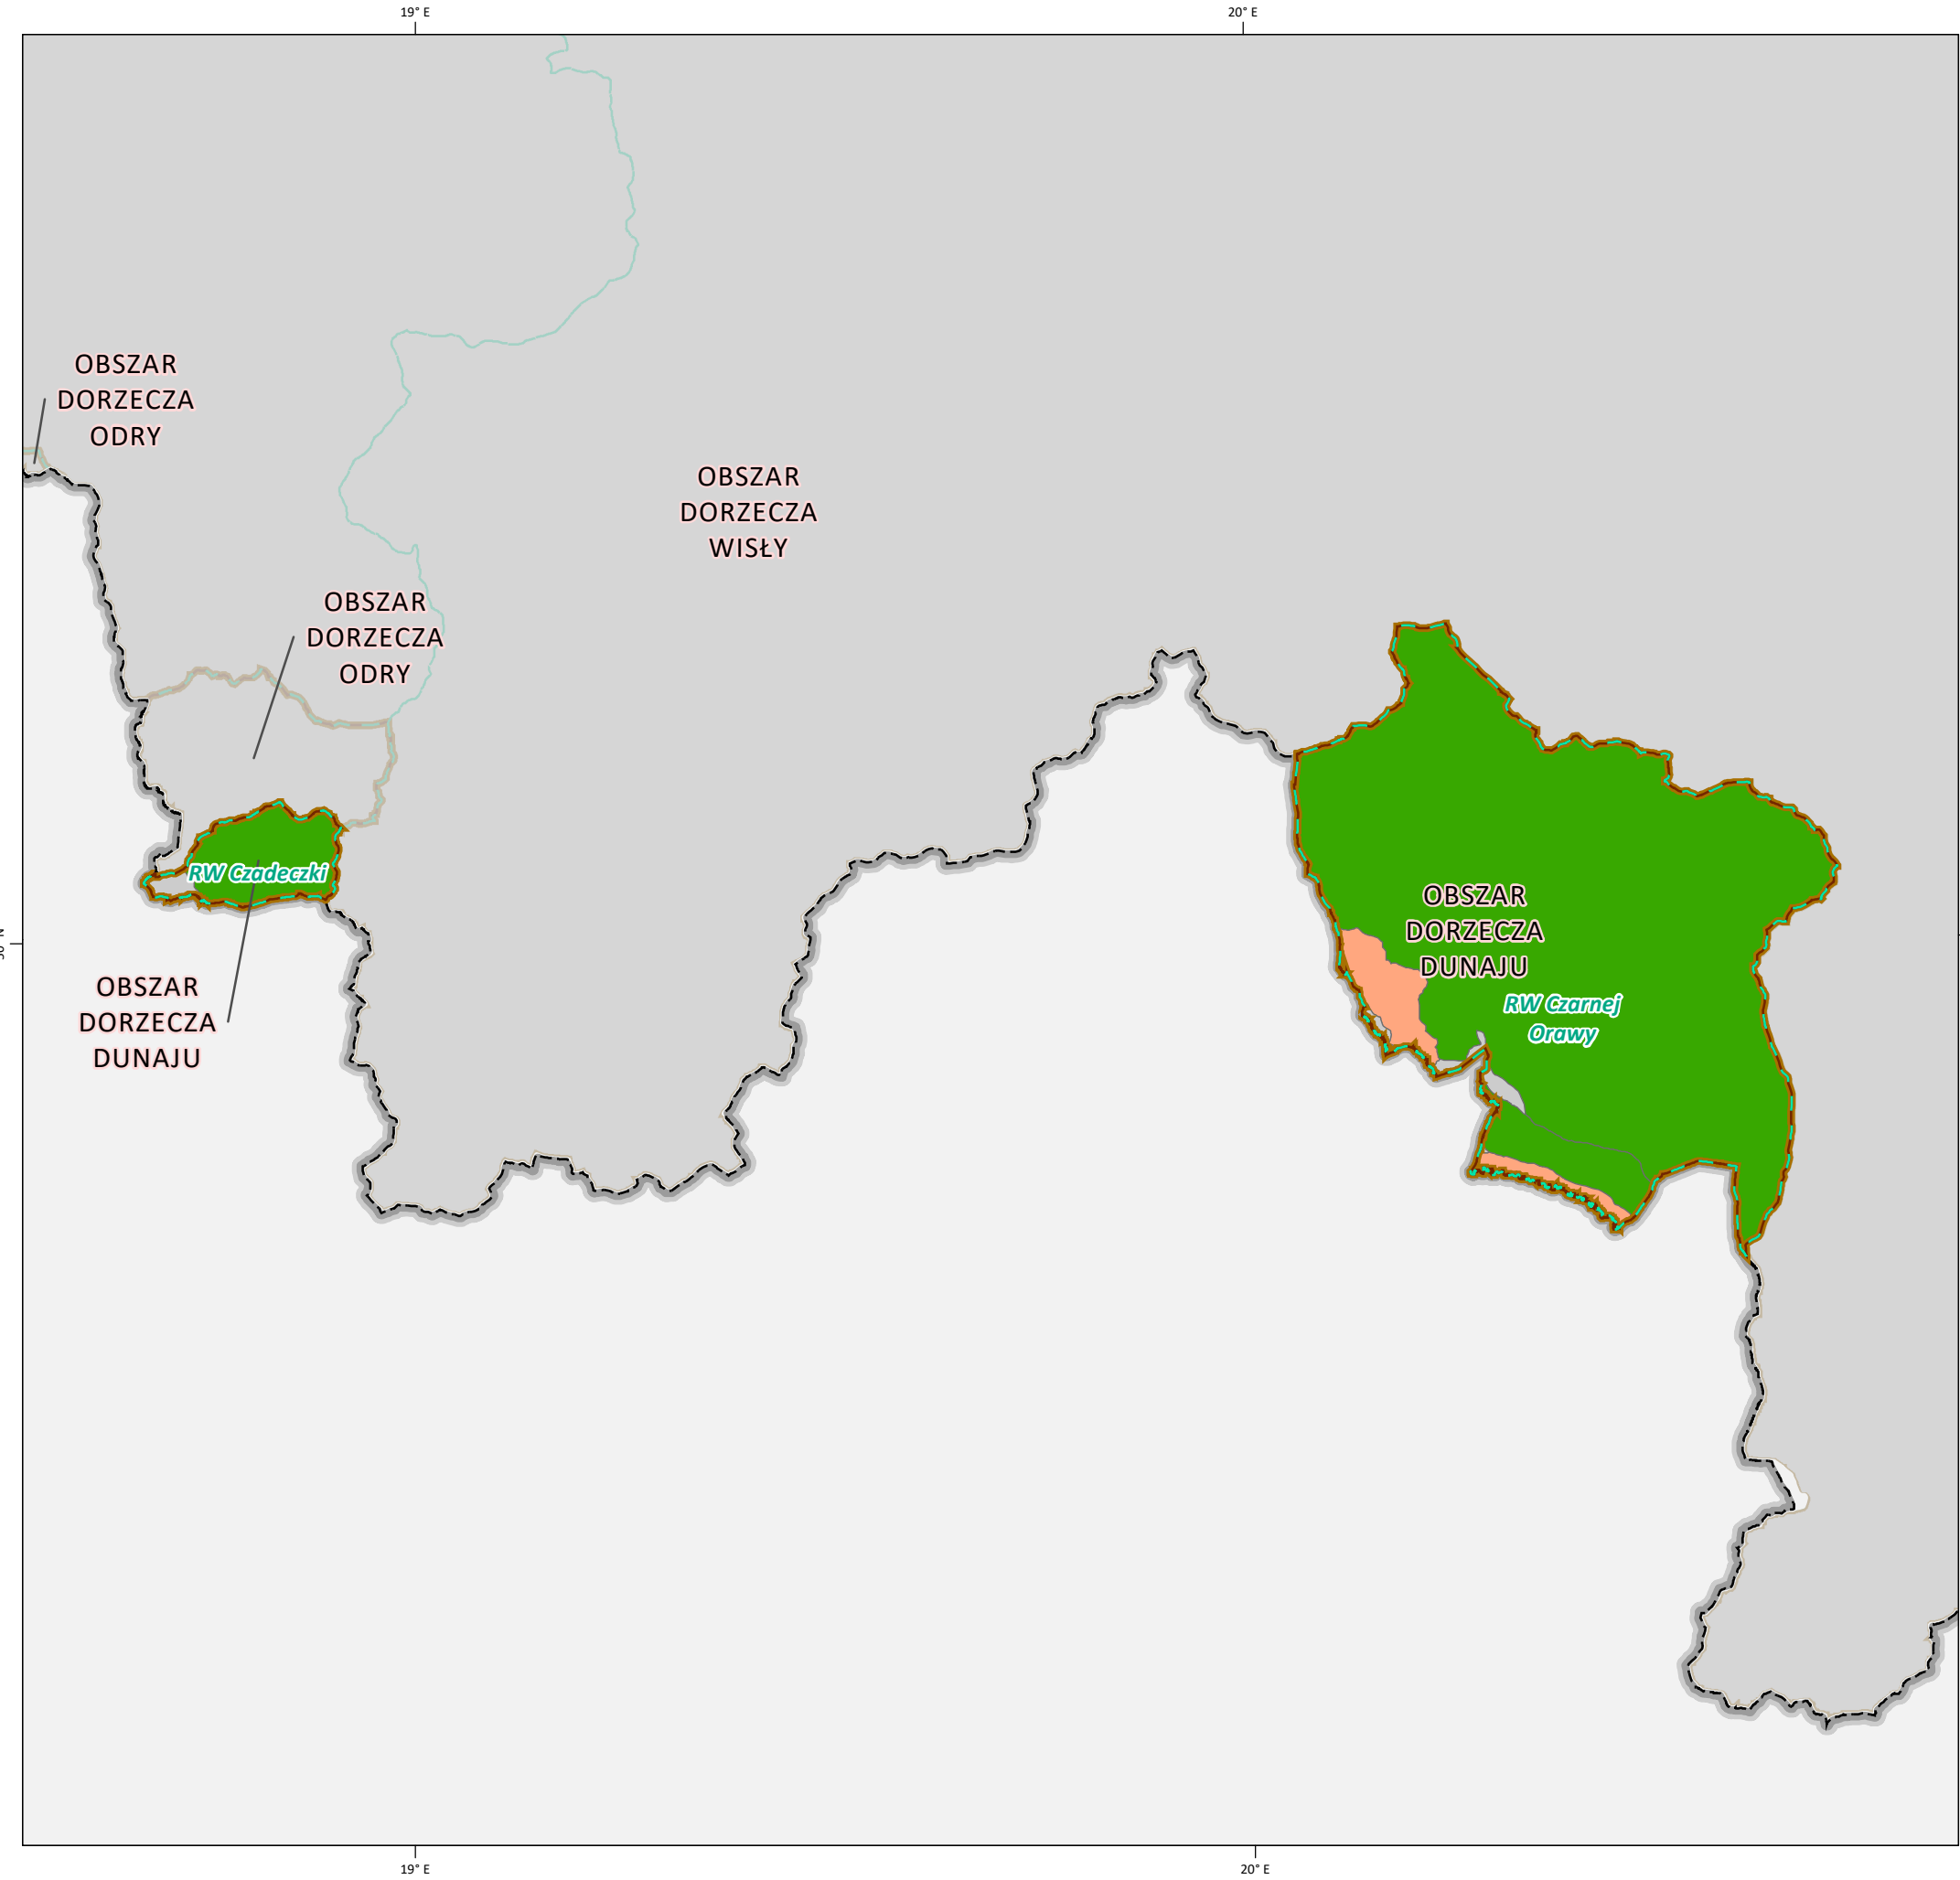 19° E
20° E
OBSZAR
DORZECZA
ODRY
OBSZAR
DORZECZA
WISŁY
OBSZAR
DORZECZA
ODRY
RW Czadeczki
OBSZAR
DORZECZA
DUNAJU
RW Czarnej
Orawy
OBSZAR
DORZECZA
DUNAJU
19° E
20° E